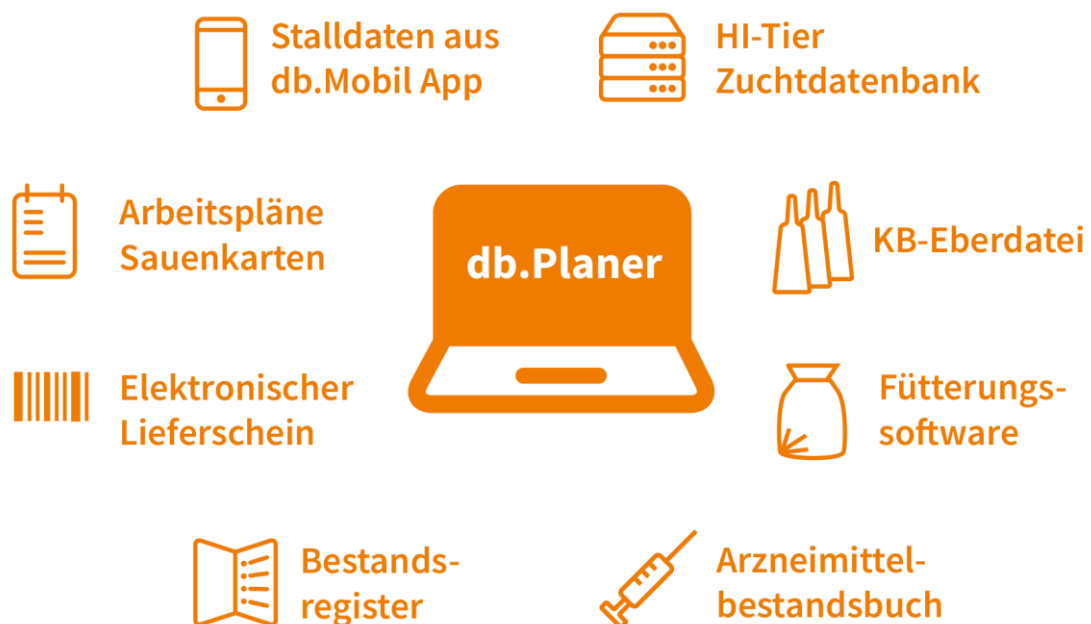 Stalldaten aus
db.Mobil App
HI-Tier
Zuchtdatenbank
Arbeitspläne
Sauenkarten
db.Planer
KB-Eberdatei
Elektronischer
Lieferschein
Fütterungs-
software
Bestands-
register
Arzneimittel-
bestandsbuch